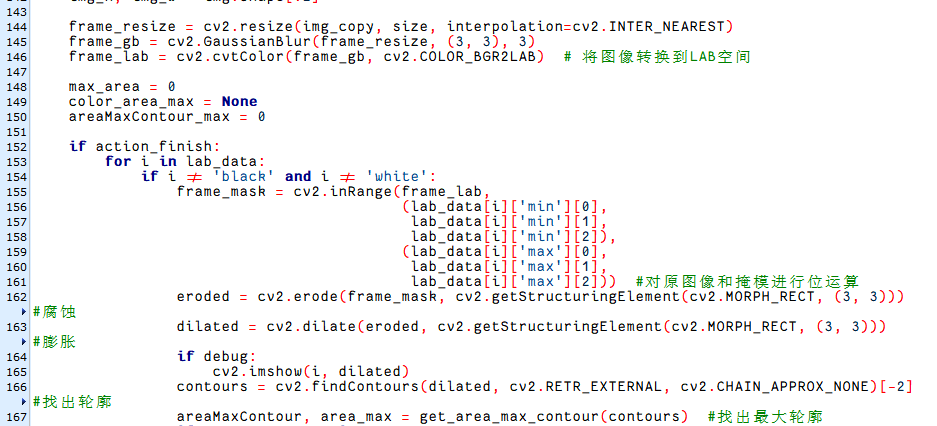 143
144 frame_resize = cv2.resize(img_copy, size, interpolation=cv2.INTER_NEAREST)
145 frame_gb = cv2.GaussianBlur(frame_resize, (3, 3), 3)
146 frame_lab = cv2.cvtColor(frame_gb, cv2.COLOR_BGR2LAB)  # 将图像转换到LAB空间
147
148 max_area = 0
149 color_area_max = None
150 areaMaxContour_max = 0
151
152 if action_finish:
153 for i in lab_data:
154 if i ≠ 'black' and i ≠ 'white':
155 frame_mask = cv2.inRange(frame_lab,
156 (lab_data[i]['min'][0],
157 lab_data[i]['min'][1],
158 lab_data[i]['min'][2]),
159 (lab_data[i]['max'][0],
160 lab_data[i]['max'][1],
161 lab_data[i]['max'][2]))  #对原图像和掩模进行位运算
162 eroded = cv2.erode(frame_mask, cv2.getStructuringElement(cv2.MORPH_RECT, (3, 3)))
#腐蚀
163 dilated = cv2.dilate(eroded, cv2.getStructuringElement(cv2.MORPH_RECT, (3, 3)))
#膨胀
164 if debug:
165 cv2.imshow(i, dilated)
166 contours = cv2.findContours(dilated, cv2.RETR_EXTERNAL, cv2.CHAIN_APPROX_NONE)[-2]
#找出轮廓
167 areaMaxContour, area_max = get_area_max_contour(contours)  #找出最大轮廓